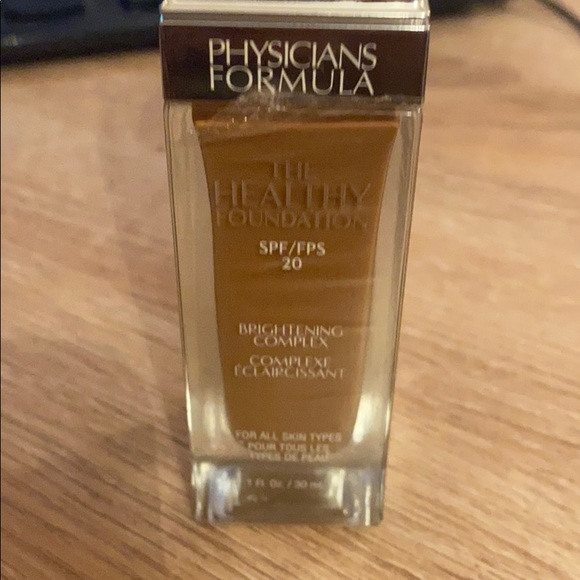 PHYSICIANS
FORMULA
THE
HEALTHY
FOUNDATION
SPF/FPS
20
BRIGHTENING
COMPLEX
COMPLEXE
ÉCLAIRCISSANT
FOR ALL SKIN TYPES
POUR TOUS LES
TYPES DE PEAU
1 FL. Oz. / 30 mL